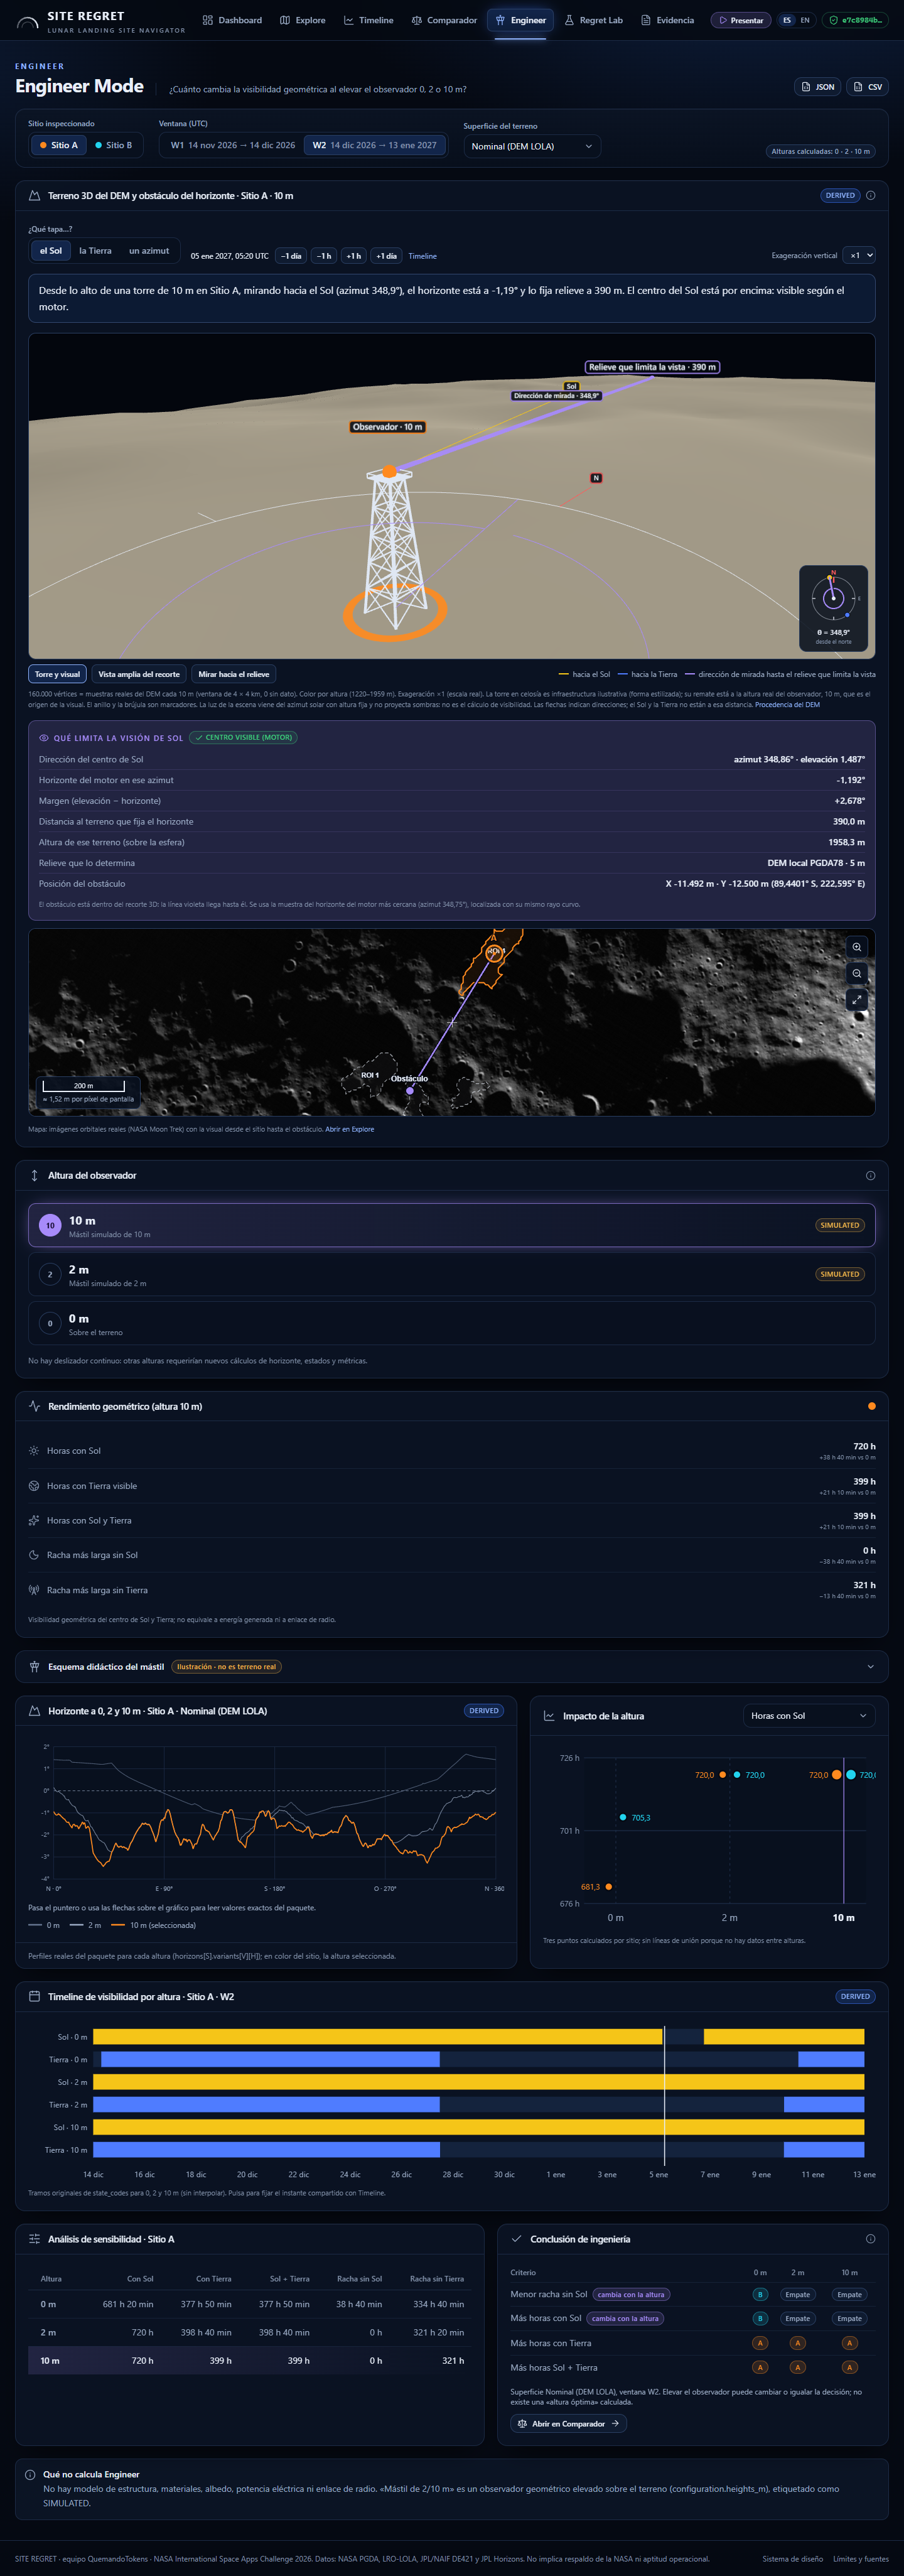 SITE REGRET
LUNAR LANDING SITE NAVIGATOR
Dashboard
Explore
Timeline
Comparador
Engineer
Regret Lab
Evidencia
Presentar
ES
EN
e7c8984b…
ENGINEER
Engineer Mode
¿Cuánto cambia la visibilidad geométrica al elevar el observador 0, 2 o 10 m?
JSON
CSV
Sitio inspeccionado
Sitio A
Sitio B
Ventana (UTC)
W1 14 nov 2026 → 14 dic 2026
W2 14 dic 2026 → 13 ene 2027
Superficie del terreno
Nominal (DEM LOLA)
Alturas calculadas: 0 · 2 · 10 m
Terreno 3D del DEM y obstáculo del horizonte · Sitio A · 10 m
DERIVED
¿Qué tapa…?
el Sol
la Tierra
un azimut
05 ene 2027, 05:20 UTC
−1 día
−1 h
+1 h
+1 día
Timeline
Exageración vertical
×1
Desde lo alto de una torre de 10 m en Sitio A, mirando hacia el Sol (azimut 348,9°), el horizonte está a -1,19° y lo fija relieve a 390 m. El centro del Sol está por encima: visible según el
motor.
Relieve que limita la vista · 390 m
Sol
Dirección de mirada · 348,9°
Observador · 10 m
N
N
E
θ = 348,9°
desde el norte
Torre y visual
Vista amplia del recorte
Mirar hacia el relieve
hacia el Sol
hacia la Tierra
dirección de mirada hasta el relieve que limita la vista
160.000 vértices = muestras reales del DEM cada 10 m (ventana de 4 × 4 km, 0 sin dato). Color por altura (1220–1959 m). Exageración ×1 (escala real). La torre en celosía es infraestructura ilustrativa (forma estilizada); su remate está a la altura real del observador, 10 m, que es el
origen de la visual. El anillo y la brújula son marcadores. La luz de la escena viene del azimut solar con altura fija y no proyecta sombras: no es el cálculo de visibilidad. Las flechas indican direcciones; el Sol y la Tierra no están a esa distancia. Procedencia del DEM
QUÉ LIMITA LA VISIÓN DE SOL
CENTRO VISIBLE (MOTOR)
Dirección del centro de Sol
azimut 348,86° · elevación 1,487°
Horizonte del motor en ese azimut
-1,192°
Margen (elevación − horizonte)
+2,678°
Distancia al terreno que fija el horizonte
390,0 m
Altura de ese terreno (sobre la esfera)
1958,3 m
Relieve que lo determina
DEM local PGDA78 · 5 m
Posición del obstáculo
X -11.492 m · Y -12.500 m (89,4401° S, 222,595° E)
El obstáculo está dentro del recorte 3D: la línea violeta llega hasta él. Se usa la muestra del horizonte del motor más cercana (azimut 348,75°), localizada con su mismo rayo curvo.
A
ROI 1
Obstáculo
200 m
≈ 1,52 m por píxel de pantalla
Mapa: imágenes orbitales reales (NASA Moon Trek) con la visual desde el sitio hasta el obstáculo. Abrir en Explore
Altura del observador
10
10 m
Mástil simulado de 10 m
SIMULATED
2
2 m
Mástil simulado de 2 m
SIMULATED
0
0 m
Sobre el terreno
No hay deslizador continuo: otras alturas requerirían nuevos cálculos de horizonte, estados y métricas.
Rendimiento geométrico (altura 10 m)
Horas con Sol
720 h
+38 h 40 min vs 0 m
Horas con Tierra visible
399 h
+21 h 10 min vs 0 m
Horas con Sol y Tierra
399 h
+21 h 10 min vs 0 m
Racha más larga sin Sol
0 h
−38 h 40 min vs 0 m
Racha más larga sin Tierra
321 h
−13 h 40 min vs 0 m
Visibilidad geométrica del centro de Sol y Tierra; no equivale a energía generada ni a enlace de radio.
Esquema didáctico del mástil
Ilustración · no es terreno real
Horizonte a 0, 2 y 10 m · Sitio A · Nominal (DEM LOLA)
DERIVED
2°
1°
0°
-1°
-2°
-3°
-4°
N · 0°
E · 90°
S · 180°
O · 270°
N · 360
Pasa el puntero o usa las flechas sobre el gráfico para leer valores exactos del paquete.
0 m
2 m
10 m (seleccionada)
Perfiles reales del paquete para cada altura (horizons[S].variants[V][H]); en color del sitio, la altura seleccionada.
Impacto de la altura
Horas con Sol
726 h
701 h
676 h
720,0
720,0
720,0
720,0
705,3
681,3
0 m
2 m
10 m
Tres puntos calculados por sitio; sin líneas de unión porque no hay datos entre alturas.
Timeline de visibilidad por altura · Sitio A · W2
DERIVED
Sol · 0 m
Tierra · 0 m
Sol · 2 m
Tierra · 2 m
Sol · 10 m
Tierra · 10 m
14 dic
16 dic
18 dic
20 dic
22 dic
24 dic
26 dic
28 dic
30 dic
1 ene
3 ene
5 ene
7 ene
9 ene
11 ene
13 ene
Tramos originales de state_codes para 0, 2 y 10 m (sin interpolar). Pulsa para fijar el instante compartido con Timeline.
Análisis de sensibilidad · Sitio A
Altura
Con Sol
Con Tierra
Sol + Tierra
Racha sin Sol
Racha sin Tierra
0 m
681 h 20 min
377 h 50 min
377 h 50 min
38 h 40 min
334 h 40 min
2 m
720 h
398 h 40 min
398 h 40 min
0 h
321 h 20 min
10 m
720 h
399 h
399 h
0 h
321 h
Conclusión de ingeniería
Criterio
0 m
2 m
10 m
Menor racha sin Sol
cambia con la altura
B
Empate
Empate
Más horas con Sol
cambia con la altura
B
Empate
Empate
Más horas con Tierra
A
A
A
Más horas Sol + Tierra
A
A
A
Superficie Nominal (DEM LOLA), ventana W2. Elevar el observador puede cambiar o igualar la decisión; no
existe una «altura óptima» calculada.
Abrir en Comparador
Qué no calcula Engineer
No hay modelo de estructura, materiales, albedo, potencia eléctrica ni enlace de radio. «Mástil de 2/10 m» es un observador geométrico elevado sobre el terreno (configuration.heights_m), etiquetado como
SIMULATED.
SITE REGRET · equipo QuemandoTokens · NASA International Space Apps Challenge 2026. Datos: NASA PGDA, LRO-LOLA, JPL/NAIF DE421 y JPL Horizons. No implica respaldo de la NASA ni aptitud operacional.
Sistema de diseño
Límites y fuentes